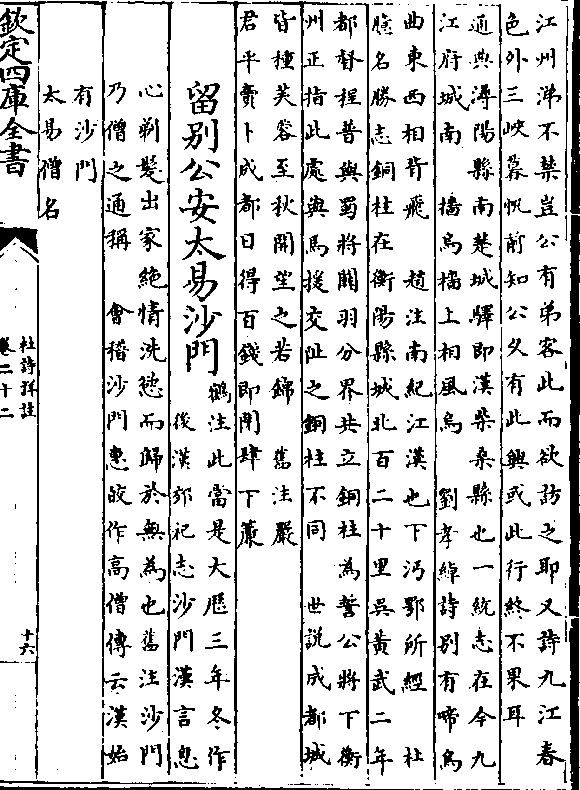 江州涕不禁豈公有弟客此而欲訪之耶又詩九江春
色外三峽暮帆前知公久有此興或此行終不果耳
通典潯陽縣南楚城驛即漢柴桑縣也一統志在今九
江府城南 檣烏檣上相風烏 劉孝綽詩别有啼烏
曲東西相背飛 趙注南紀江漢也下沔鄂所經 杜
臆名勝志銅柱在衡陽縣城北百二十里吳黄武二年
都督程普與蜀將關羽分界共立銅柱為誓公將下衡
州正指此處與馬援交阯之銅柱不同 世説成都城
皆種芙蓉至秋開望之若錦 舊注嚴
君平賣卜成都日得百錢即閉肆下簾
留别公安太易沙門
鶴注此當是大厯三年冬作
後漢郊祀志沙門漢言息
心剃髮出家絶情洗慾而歸於無為也舊注沙門
乃僧之通稱 會稽沙門惠皎作高僧傳云漢始
有沙門
太易僧名
欽定四庫全書
杜詩詳註
卷二十二
十六